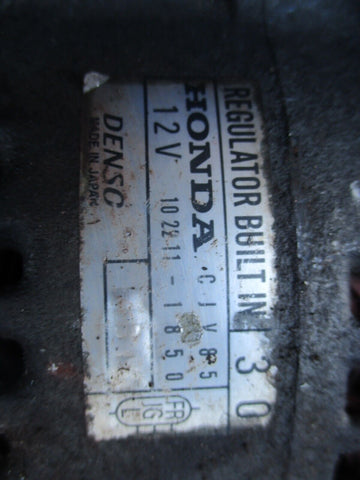 REGULATOR BUILT IN 30
HONDA CJV85
12V 102211-1850
DENSO
MADE IN JAPAN
FR
IG
L